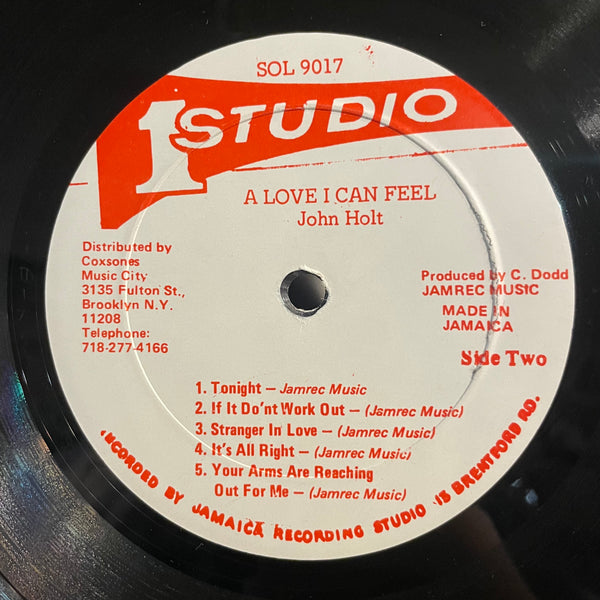 SOL 9017
1 STUDIO
A LOVE I CAN FEEL
John Holt
Distributed by
Coxsones
Music City
3135 Fulton St.,
Brooklyn N.Y.
11208
Telephone:
718-277-4166
Produced by C. Dodd
JAMREC MUSIC
MADE IN
JAMAICA
Side Two
1. Tonight – Jamrec Music
2. If It Do'nt Work Out – (Jamrec Music)
3. Stranger In Love – (Jamrec Music)
4. It's All Right – (Jamrec Music)
5. Your Arms Are Reaching
Out For Me – (Jamrec Music)
RECORDED BY JAMAICA RECORDING STUDIO 13 BRENTFORD RD.